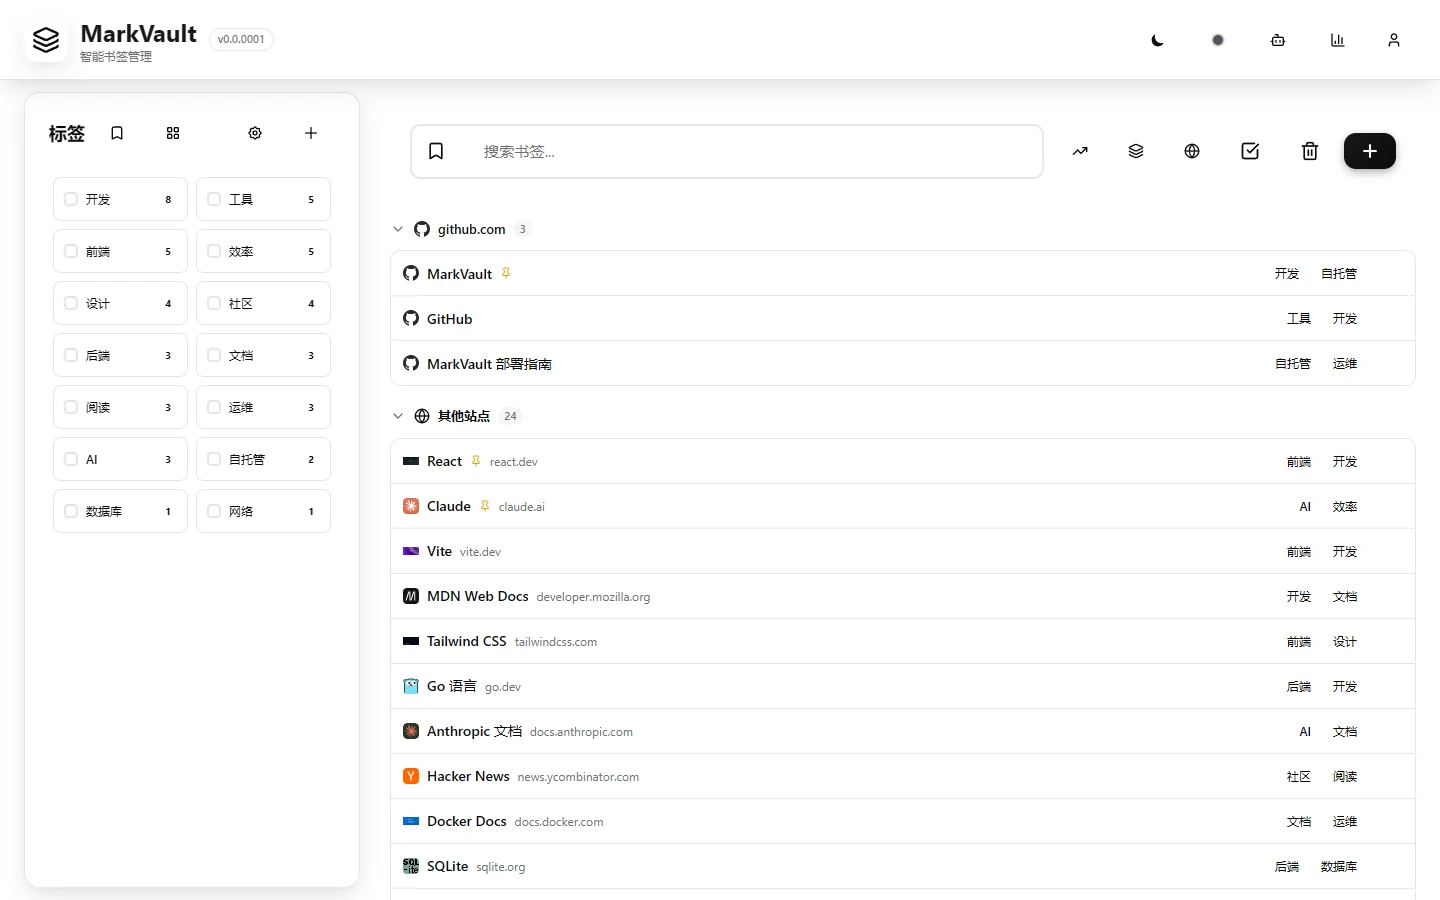 MarkVault v0.0.0001
智能书签管理
标签
开发 8
工具 5
前端 5
效率 5
设计 4
社区 4
后端 3
文档 3
阅读 3
运维 3
AI 3
自托管 2
数据库 1
网络 1
搜索书签...
github.com 3
MarkVault 开发 自托管
GitHub 工具 开发
MarkVault 部署指南 自托管 运维
其他站点 24
React react.dev 前端 开发
Claude claude.ai AI 效率
Vite vite.dev 前端 开发
MDN Web Docs developer.mozilla.org 开发 文档
Tailwind CSS tailwindcss.com 前端 设计
Go 语言 go.dev 后端 开发
Anthropic 文档 docs.anthropic.com AI 文档
Hacker News news.ycombinator.com 社区 阅读
Docker Docs docs.docker.com 文档 运维
SQLite sqlite.org 后端 数据库